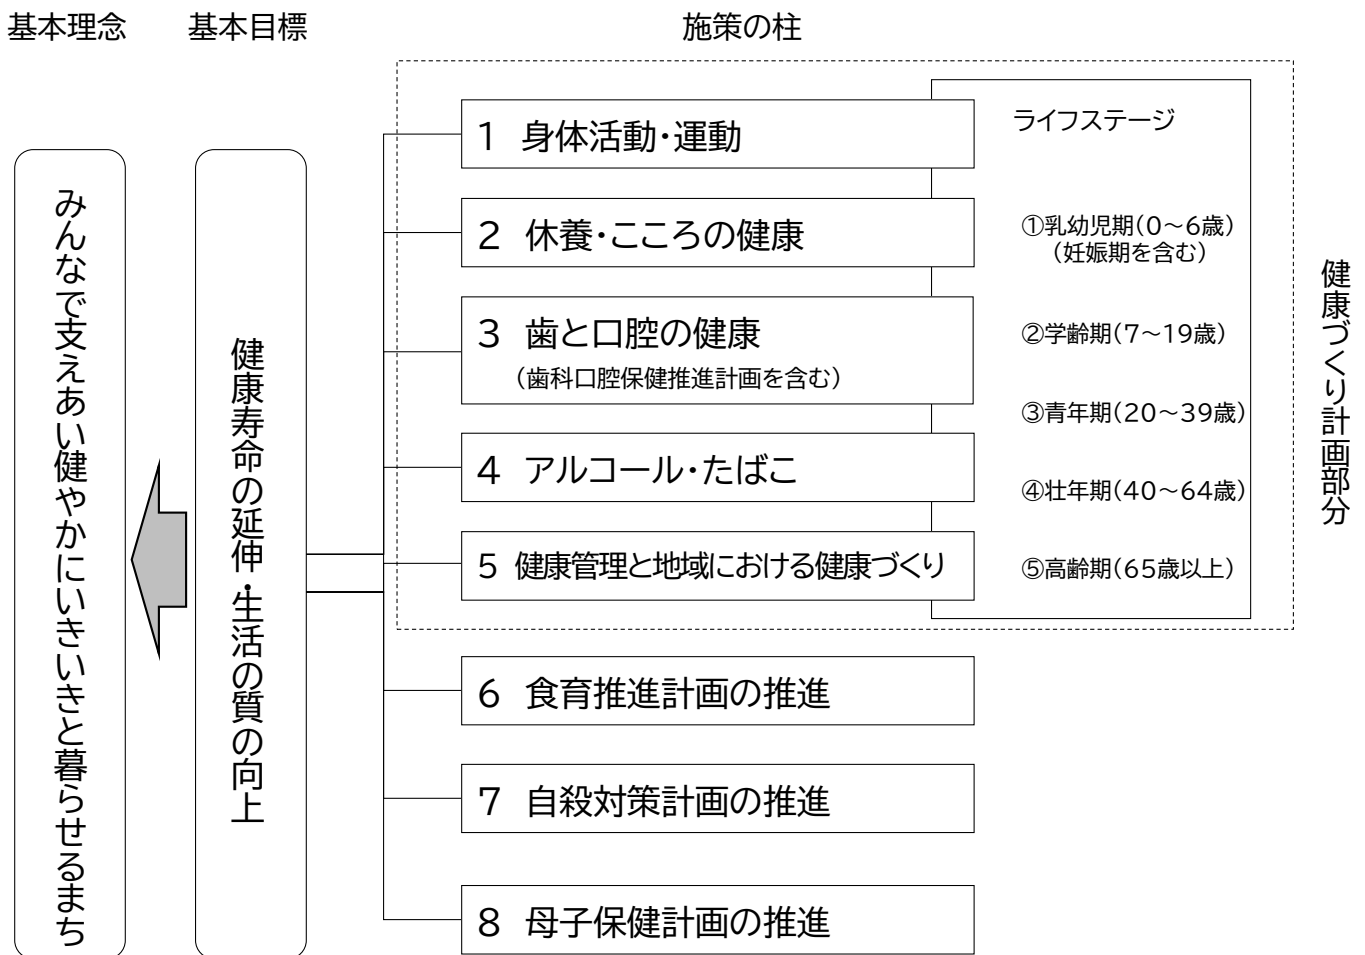 基本理念
基本目標
施策の柱
みんなで支えあい健やかにいきいきと暮らせるまち
健康寿命の延伸・生活の質の向上
1 身体活動・運動
2 休養・こころの健康
3 歯と口腔の健康
(歯科口腔保健推進計画を含む)
4 アルコール・たばこ
5 健康管理と地域における健康づくり
6 食育推進計画の推進
7 自殺対策計画の推進
8 母子保健計画の推進
ライフステージ
①乳幼児期(0~6歳)
(妊娠期を含む)
②学齢期(7~19歳)
③青年期(20~39歳)
④壮年期(40~64歳)
⑤高齢期(65歳以上)
健康づくり計画部分